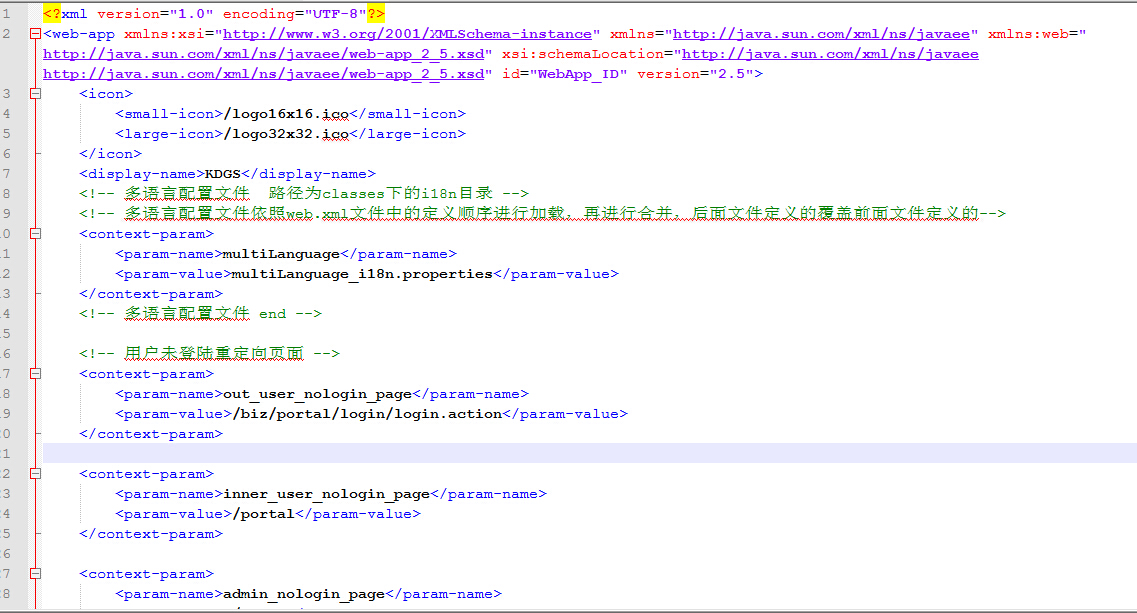 1 <?xml version="1.0" encoding="UTF-8"?>
2 <web-app xmlns:xsi="http://www.w3.org/2001/XMLSchema-instance" xmlns="http://java.sun.com/xml/ns/javaee" xmlns:web="
http://java.sun.com/xml/ns/javaee/web-app_2_5.xsd" xsi:schemaLocation="http://java.sun.com/xml/ns/javaee
http://java.sun.com/xml/ns/javaee/web-app_2_5.xsd" id="WebApp_ID" version="2.5">
3 <icon>
4 <small-icon>/logo16x16.ico</small-icon>
5 <large-icon>/logo32x32.ico</large-icon>
6 </icon>
7 <display-name>KDGS</display-name>
8 <!-- 多语言配置文件 路径为classes下的i18n目录 -->
9 <!-- 多语言配置文件依照web.xml文件中的定义顺序进行加载，再进行合并，后面文件定义的覆盖前面文件定义的-->
0 <context-param>
1 <param-name>multiLanguage</param-name>
2 <param-value>multiLanguage_i18n.properties</param-value>
3 </context-param>
4 <!-- 多语言配置文件 end -->
5
6 <!-- 用户未登陆重定向页面 -->
7 <context-param>
8 <param-name>out_user_nologin_page</param-name>
9 <param-value>/biz/portal/login/login.action</param-value>
0 </context-param>
1
2 <context-param>
3 <param-name>inner_user_nologin_page</param-name>
4 <param-value>/portal</param-value>
5 </context-param>
6
7 <context-param>
8 <param-name>admin_nologin_page</param-name>